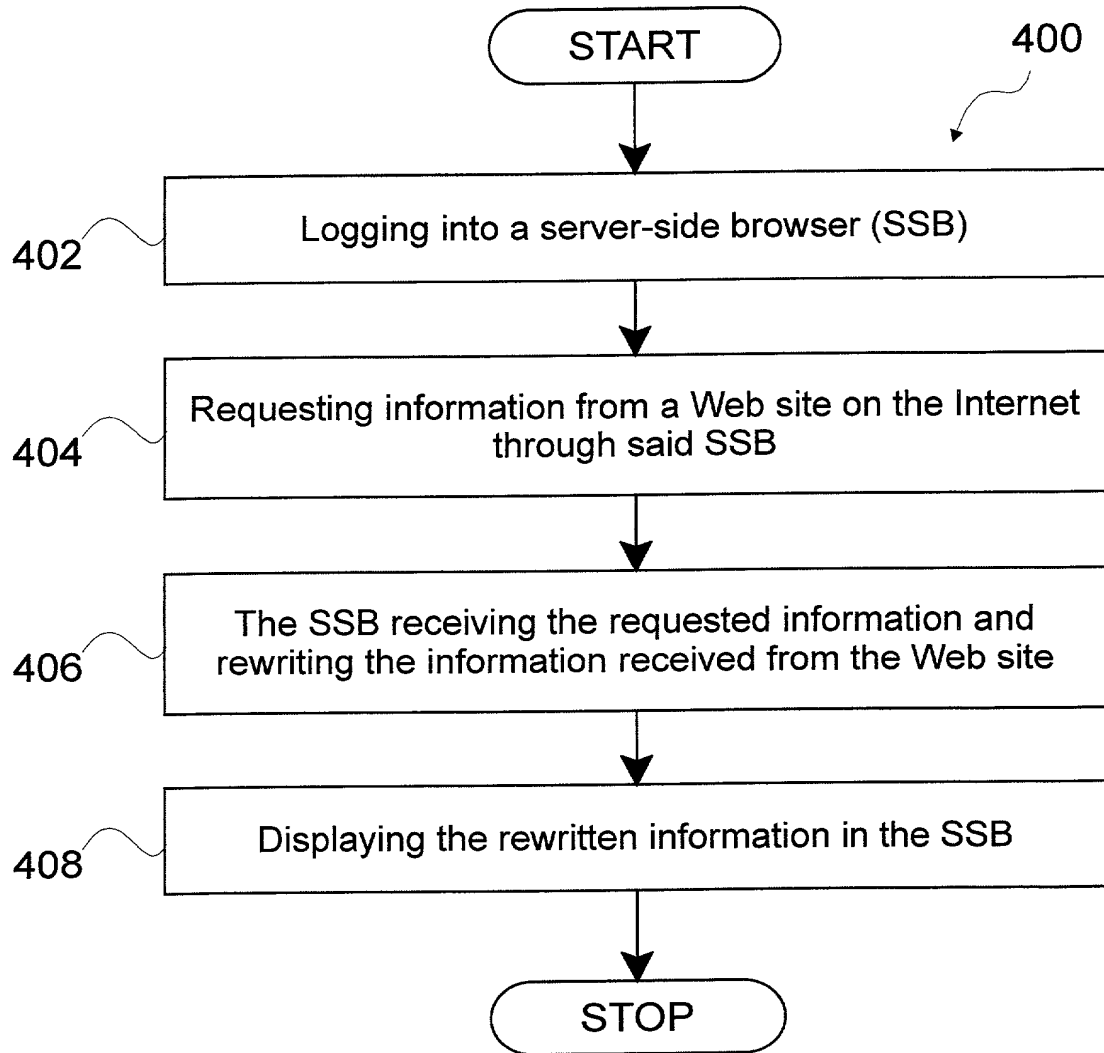 START
400
402
Logging into a server-side browser (SSB)
404
Requesting information from a Web site on the Internet
through said SSB
406
The SSB receiving the requested information and
rewriting the information received from the Web site
408
Displaying the rewritten information in the SSB
STOP